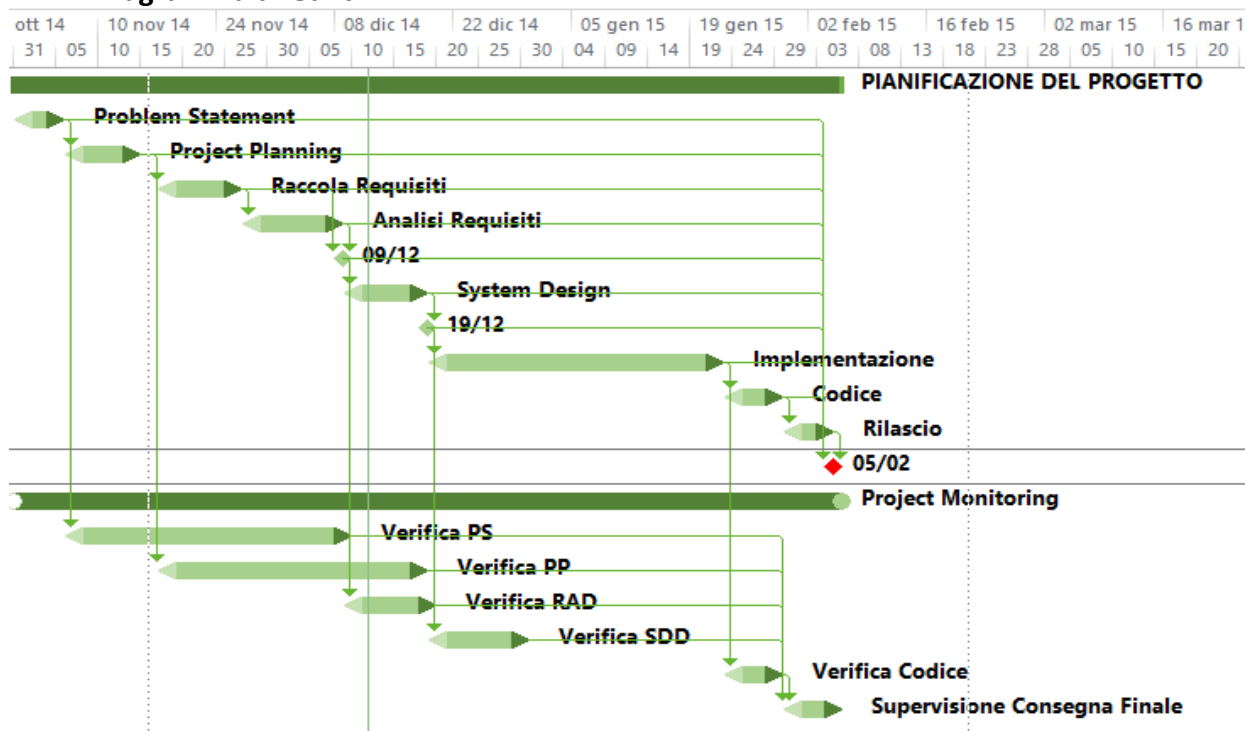 ott 14 10 nov 14 24 nov 14 08 dic 14 22 dic 14 05 gen 15 19 gen 15 02 feb 15 16 feb 15 02 mar 15 16 mar 1
31 05 10 15 20 25 30 05 10 15 20 25 30 04 09 14 19 24 29 03 08 13 18 23 28 05 10 15 20
PIANIFICAZIONE DEL PROGETTO
Problem Statement
Project Planning
Raccola Requisiti
Analisi Requisiti
09/12
System Design
19/12
Implementazione
Codice
Rilascio
05/02
Project Monitoring
Verifica PS
Verifica PP
Verifica RAD
Verifica SDD
Verifica Codice
Supervisione Consegna Finale